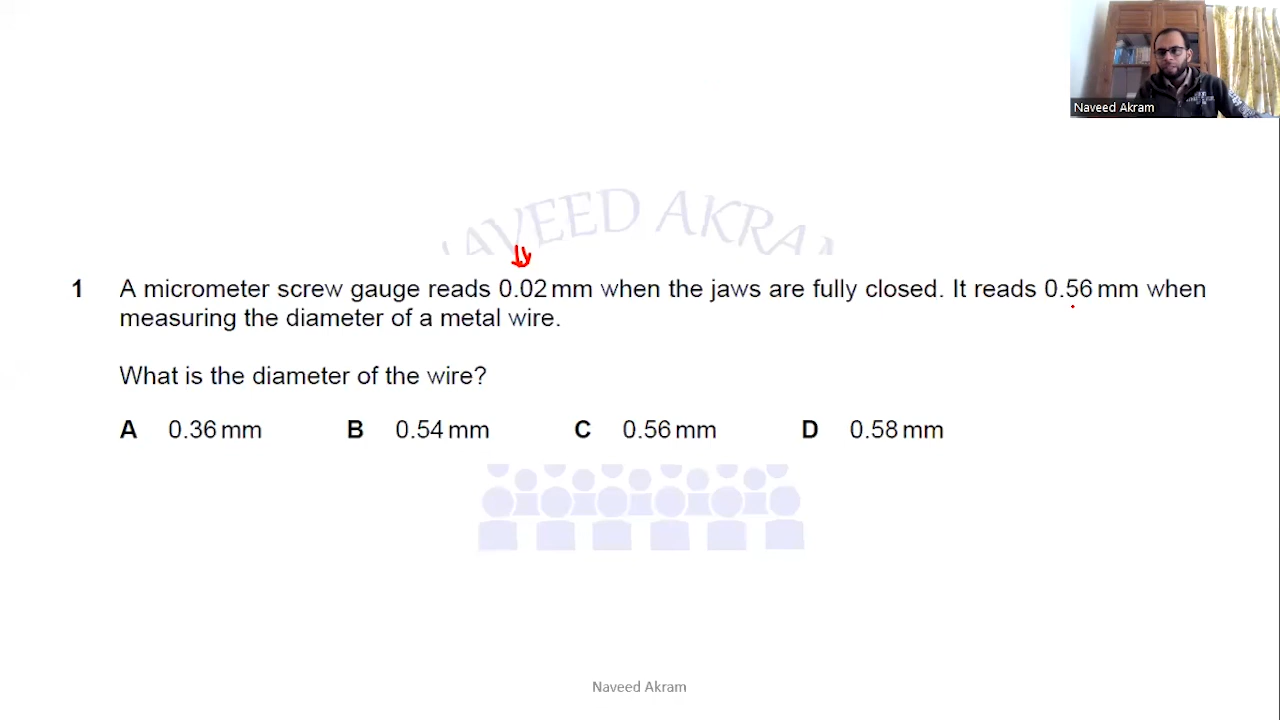 Naveed Akram
NAVEED AKRAM
1 A micrometer screw gauge reads 0.02 mm when the jaws are fully closed. It reads 0.56 mm when
measuring the diameter of a metal wire.
What is the diameter of the wire?
A 0.36 mm B 0.54 mm C 0.56 mm D 0.58 mm
Naveed Akram